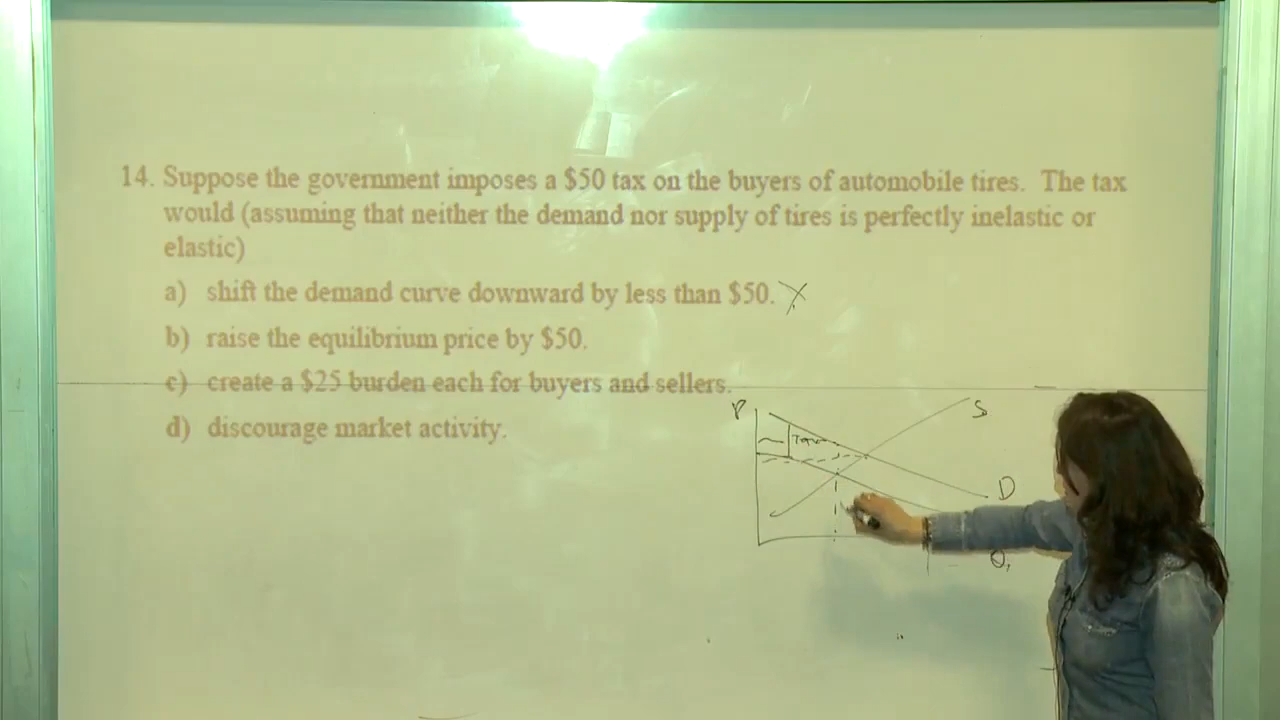 14. Suppose the government imposes a $50 tax on the buyers of automobile tires. The tax
would (assuming that neither the demand nor supply of tires is perfectly inelastic or
elastic)
a) shift the demand curve downward by less than $50. X
b) raise the equilibrium price by $50.
c) create a $25 burden each for buyers and sellers.
d) discourage market activity.
P
S
D
Q